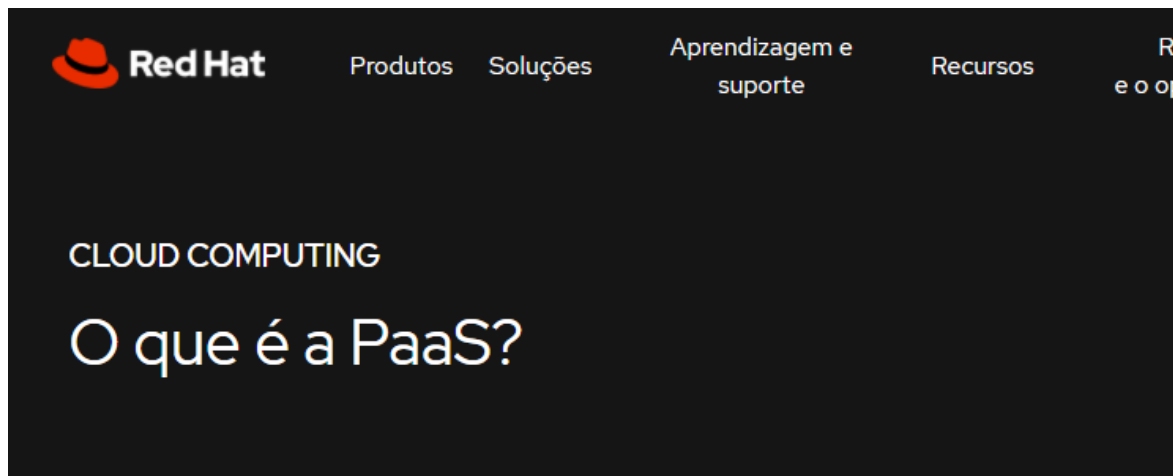 Red Hat
Produtos
Soluções
Aprendizagem e
suporte
Recursos
R
e o
CLOUD COMPUTING
O que é a PaaS?